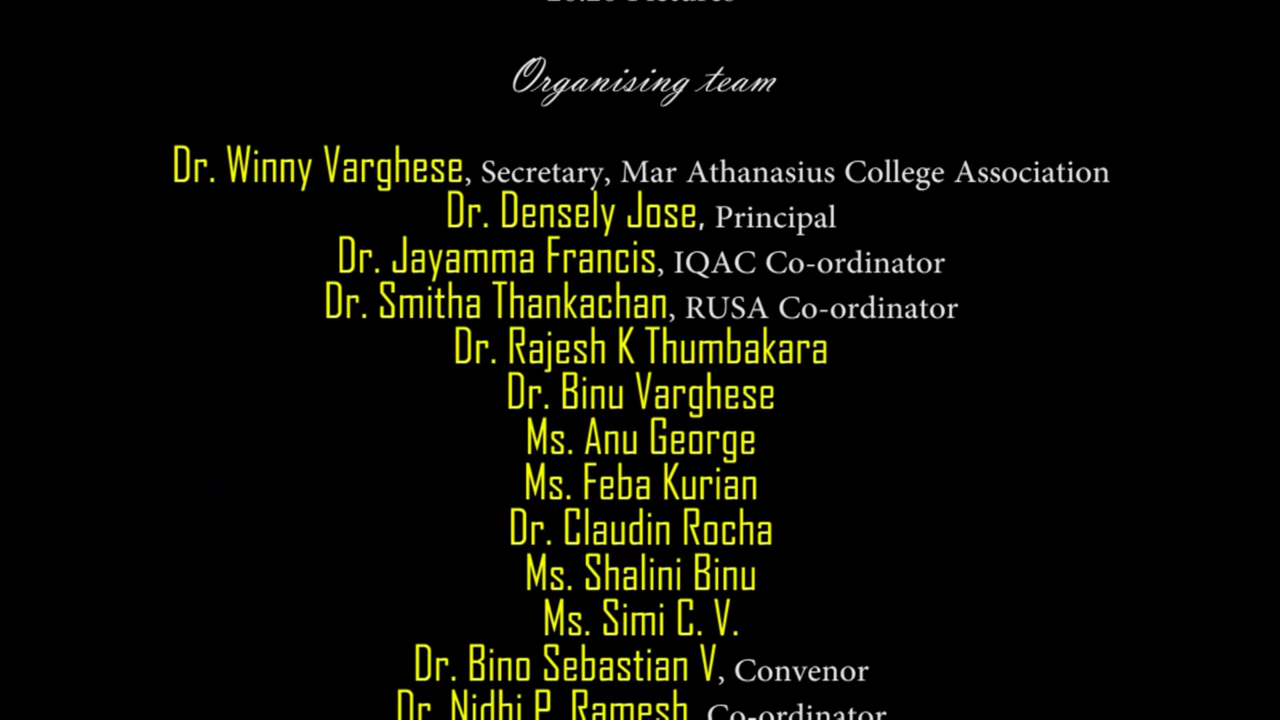 Organising team
Dr. Winny Varghese, Secretary, Mar Athanasius College Association
Dr. Densely Jose, Principal
Dr. Jayamma Francis, IQAC Co-ordinator
Dr. Smitha Thankachan, RUSA Co-ordinator
Dr. Rajesh K Thumbakara
Dr. Binu Varghese
Ms. Anu George
Ms. Feba Kurian
Dr. Claudin Rocha
Ms. Shalini Binu
Ms. Simi C. V.
Dr. Bino Sebastian V, Convenor
Dr. Nidhi P. Ramesh, Co-ordinator